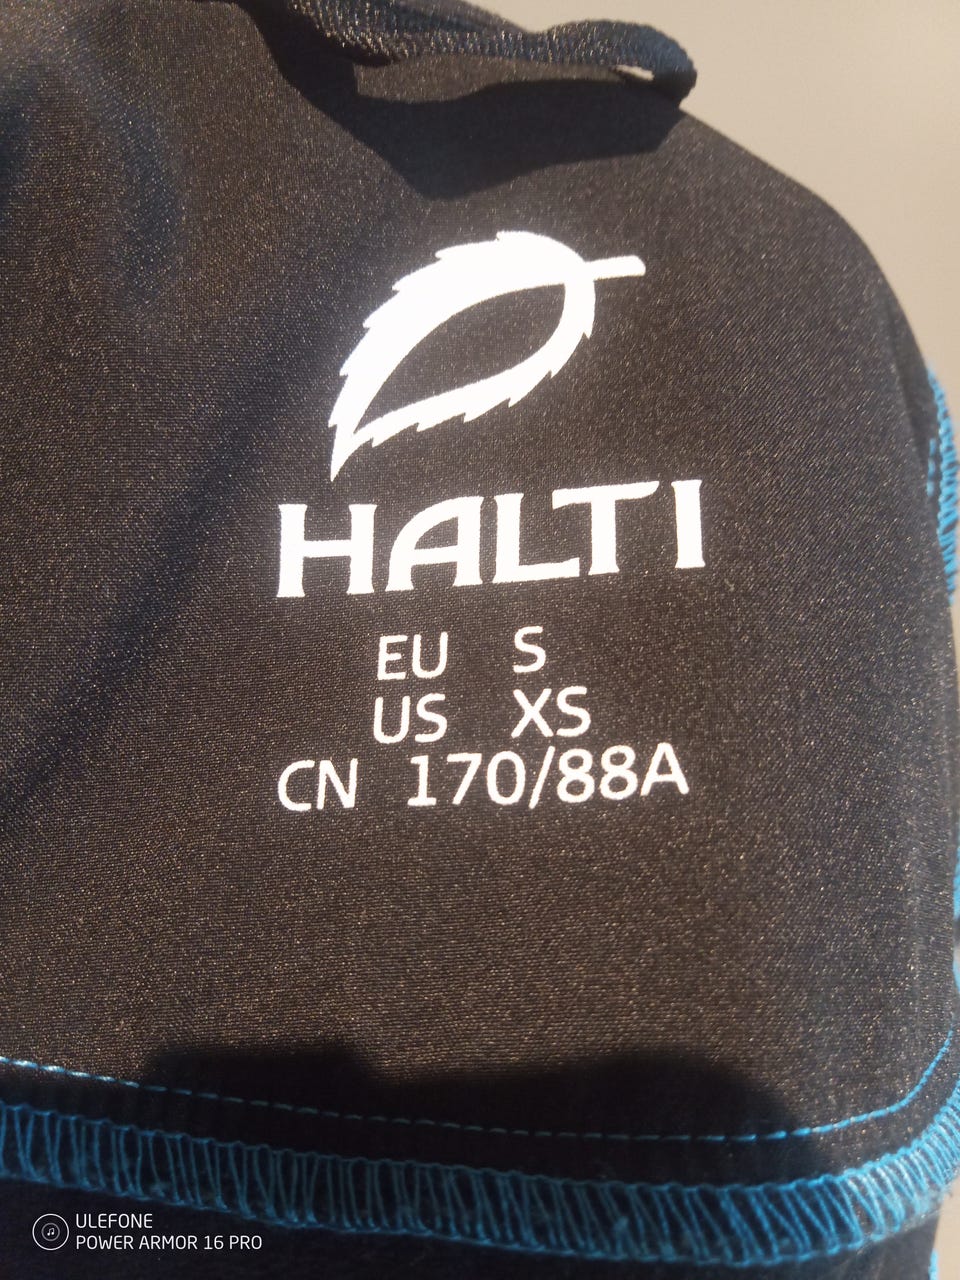 HALTI
EU S
US XS
CN 170/88A
ULEFONE
POWER ARMOR 16 PRO